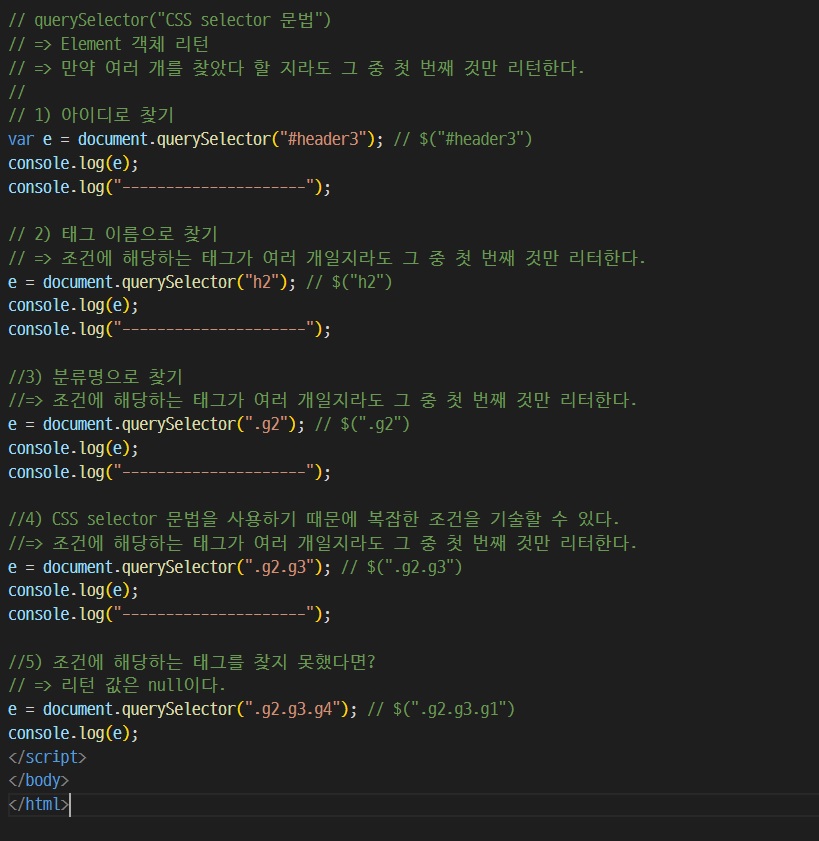 // querySelector("CSS selector 문법")
// => Element 객체 리턴
// => 만약 여러 개를 찾았다 할 지라도 그 중 첫 번째 것만 리턴한다.
//
// 1) 아이디로 찾기
var e = document.querySelector("#header3"); // $("#header3")
console.log(e);
console.log("---------------------");

// 2) 태그 이름으로 찾기
// => 조건에 해당하는 태그가 여러 개일지라도 그 중 첫 번째 것만 리터한다.
e = document.querySelector("h2"); // $("h2")
console.log(e);
console.log("---------------------");

//3) 분류명으로 찾기
//=> 조건에 해당하는 태그가 여러 개일지라도 그 중 첫 번째 것만 리터한다.
e = document.querySelector(".g2"); // $(".g2")
console.log(e);
console.log("---------------------");

//4) CSS selector 문법을 사용하기 때문에 복잡한 조건을 기술할 수 있다.
//=> 조건에 해당하는 태그가 여러 개일지라도 그 중 첫 번째 것만 리터한다.
e = document.querySelector(".g2.g3"); // $(".g2.g3")
console.log(e);
console.log("---------------------");

//5) 조건에 해당하는 태그를 찾지 못했다면?
// => 리턴 값은 null이다.
e = document.querySelector(".g2.g3.g4"); // $(".g2.g3.g1")
console.log(e);
</script>
</body>
</html>